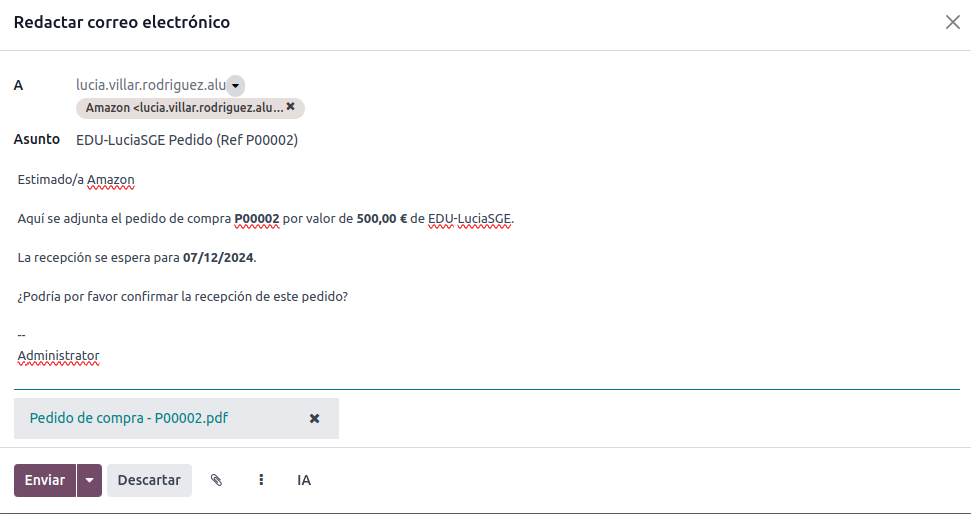 Redactar correo electrónico
A lucia.villar.rodriguez.alu
Amazon <lucia.villar.rodriguez.alu...
Asunto EDU-LuciaSGE Pedido (Ref P00002)
Estimado/a Amazon
Aquí se adjunta el pedido de compra P00002 por valor de 500,00 € de EDU-LuciaSGE.
La recepción se espera para 07/12/2024.
¿Podría por favor confirmar la recepción de este pedido?
--
Administrator
Pedido de compra - P00002.pdf
Enviar Descartar IA